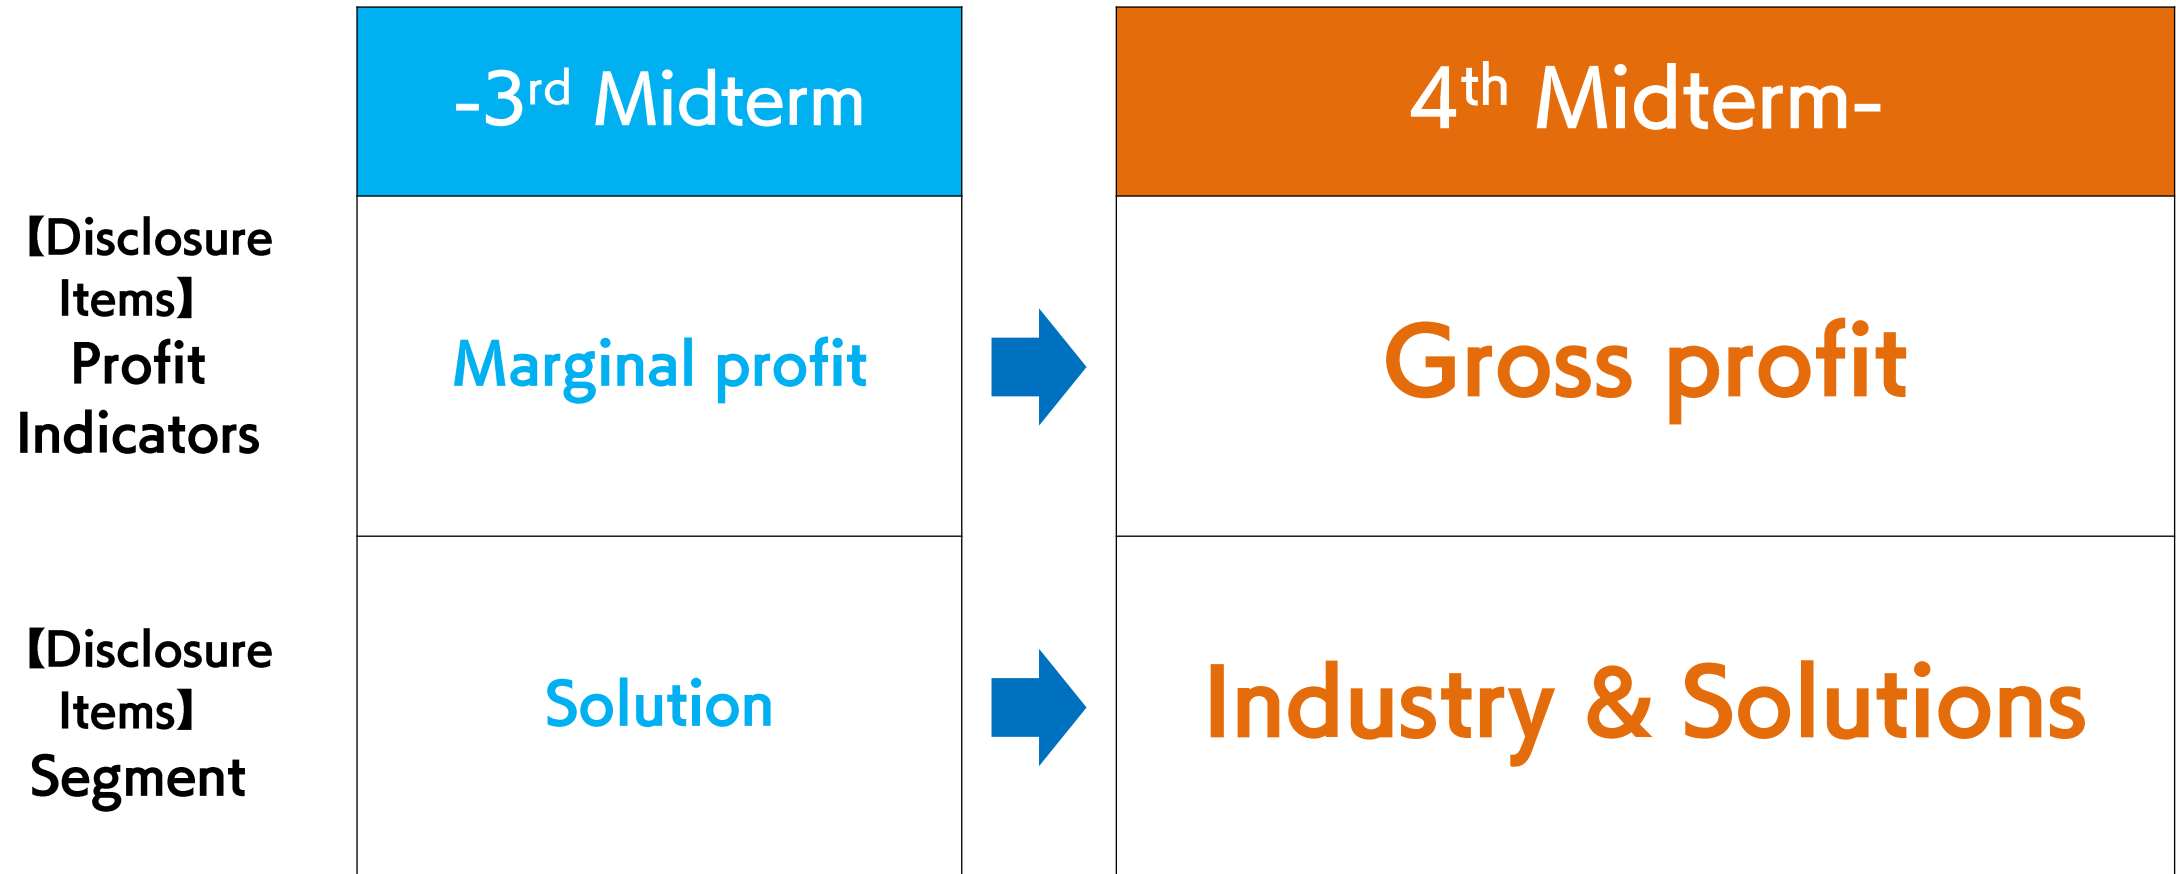 -3rd Midterm
4th Midterm-
【Disclosure
Items】
Profit
Indicators
Marginal profit
Gross profit
【Disclosure
Items】
Segment
Solution
Industry & Solutions